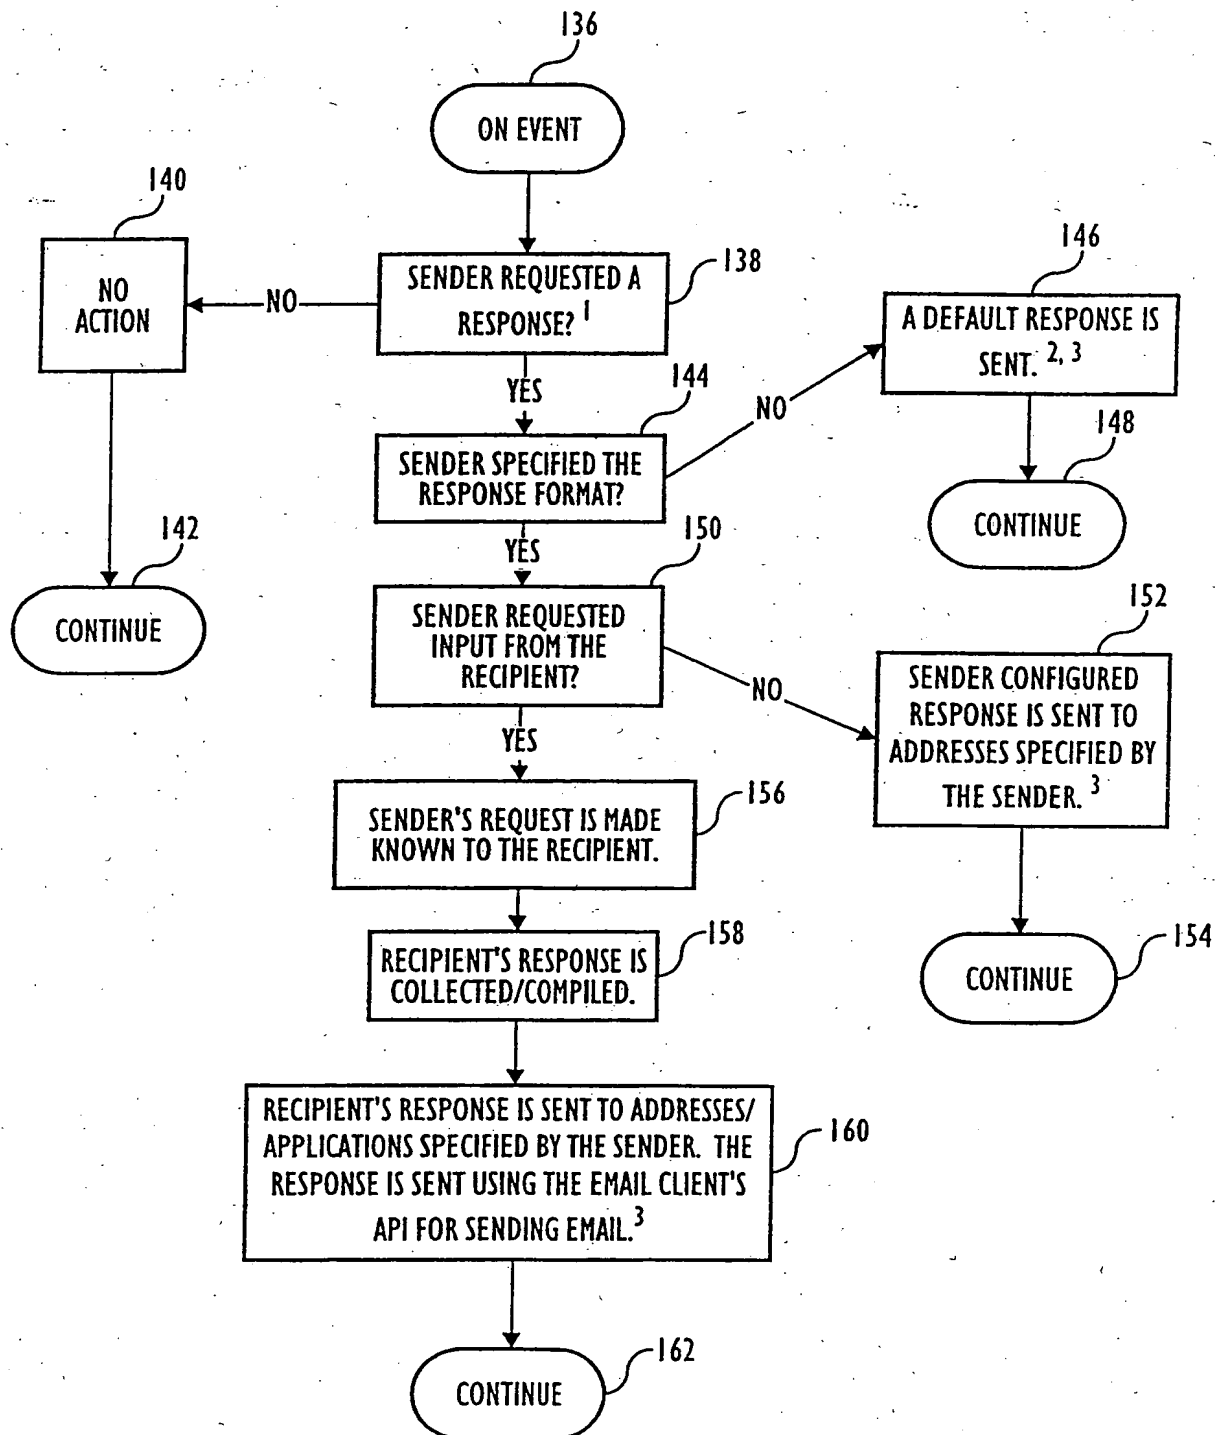 136
ON EVENT
140
NO
ACTION
NO
SENDER REQUESTED A
RESPONSE? 1
138
146
A DEFAULT RESPONSE IS
SENT. 2, 3
YES
144
NO
148
CONTINUE
SENDER SPECIFIED THE
RESPONSE FORMAT?
142
CONTINUE
YES
150
SENDER REQUESTED
INPUT FROM THE
RECIPIENT?
NO
152
SENDER CONFIGURED
RESPONSE IS SENT TO
ADDRESSES SPECIFIED BY
THE SENDER. 3
YES
SENDER'S REQUEST IS MADE
KNOWN TO THE RECIPIENT.
156
RECIPIENT'S RESPONSE IS
COLLECTED/COMPILED.
158
CONTINUE
154
RECIPIENT'S RESPONSE IS SENT TO ADDRESSES/
APPLICATIONS SPECIFIED BY THE SENDER. THE
RESPONSE IS SENT USING THE EMAIL CLIENT'S
API FOR SENDING EMAIL. 3
160
CONTINUE
162